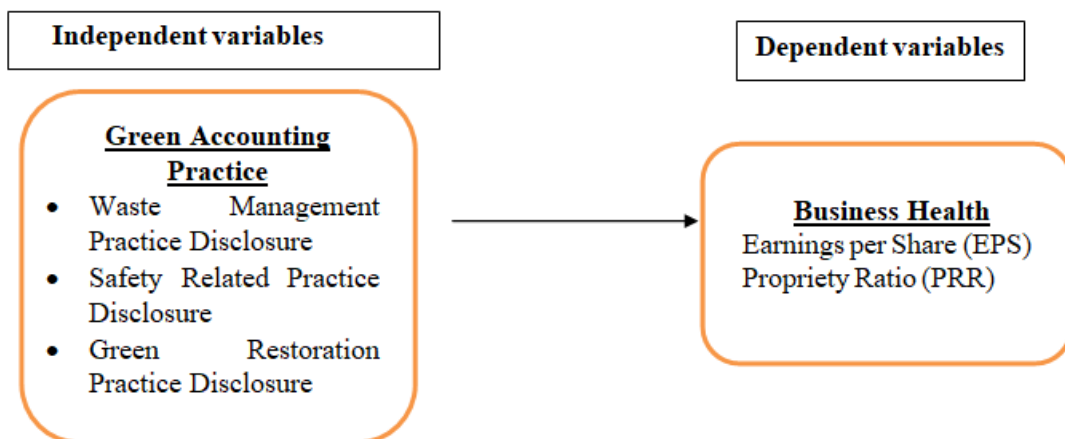 Independent variables
Dependent variables
Green Accounting
Practice
• Waste Management
Practice Disclosure
• Safety Related Practice
Disclosure
• Green Restoration
Practice Disclosure
Business Health
Earnings per Share (EPS)
Propriety Ratio (PRR)